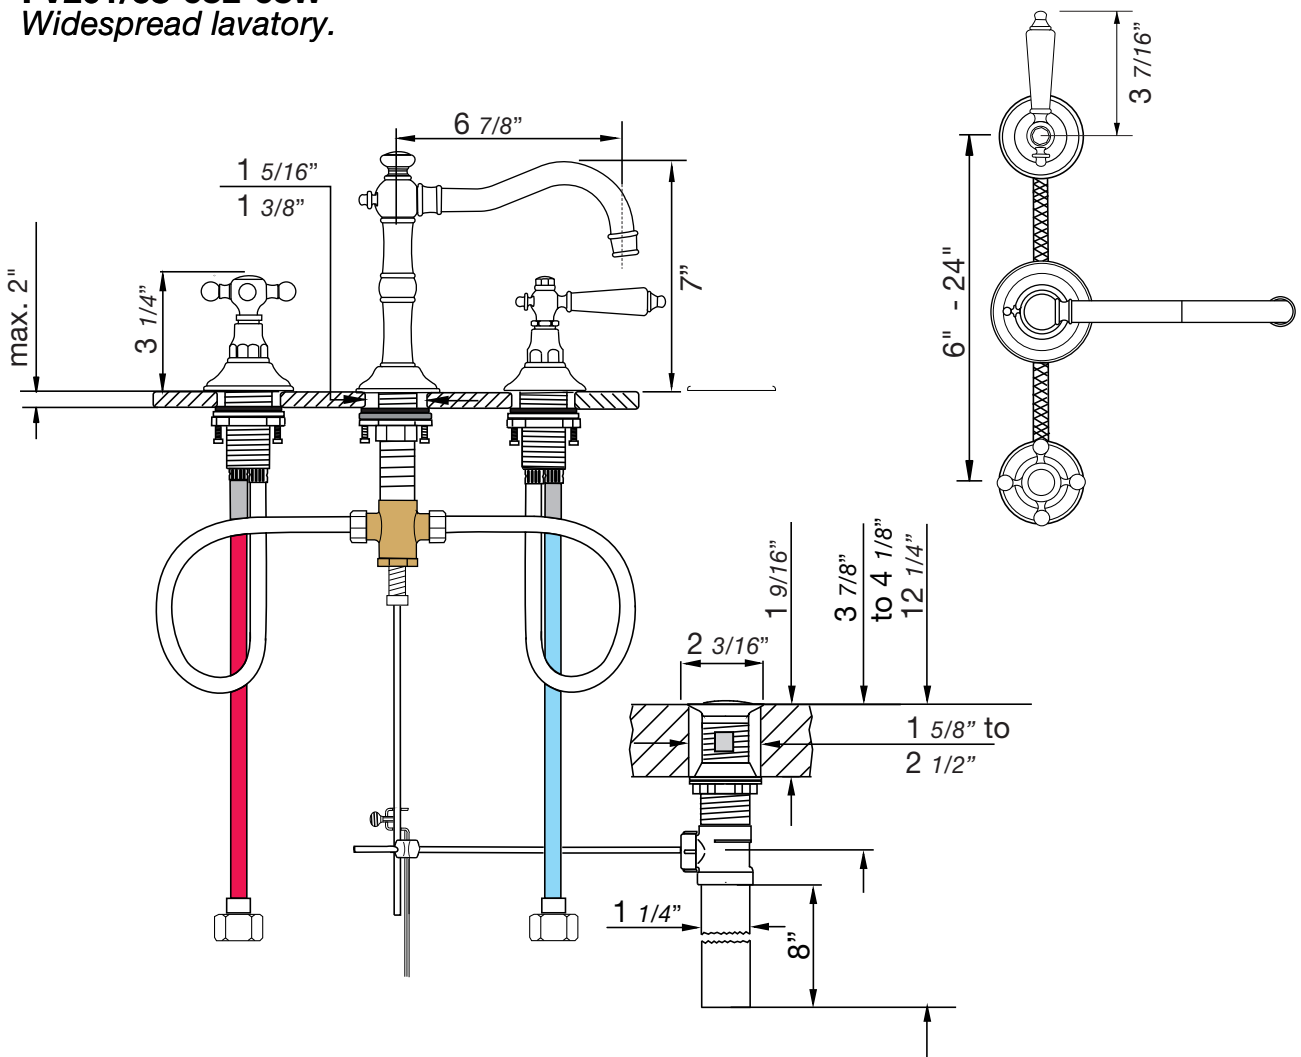 Widespread lavatory.
6 7/8”
1 5/16”
1 3/8”
max. 2"
3 1/4”
7”
3 7/16”
6" - 24"
1 9/16”
3 7/8”
to 4 1/8”
12 1/4”
2 3/16”
1 5/8” to
2 1/2”
1 1/4”
8”